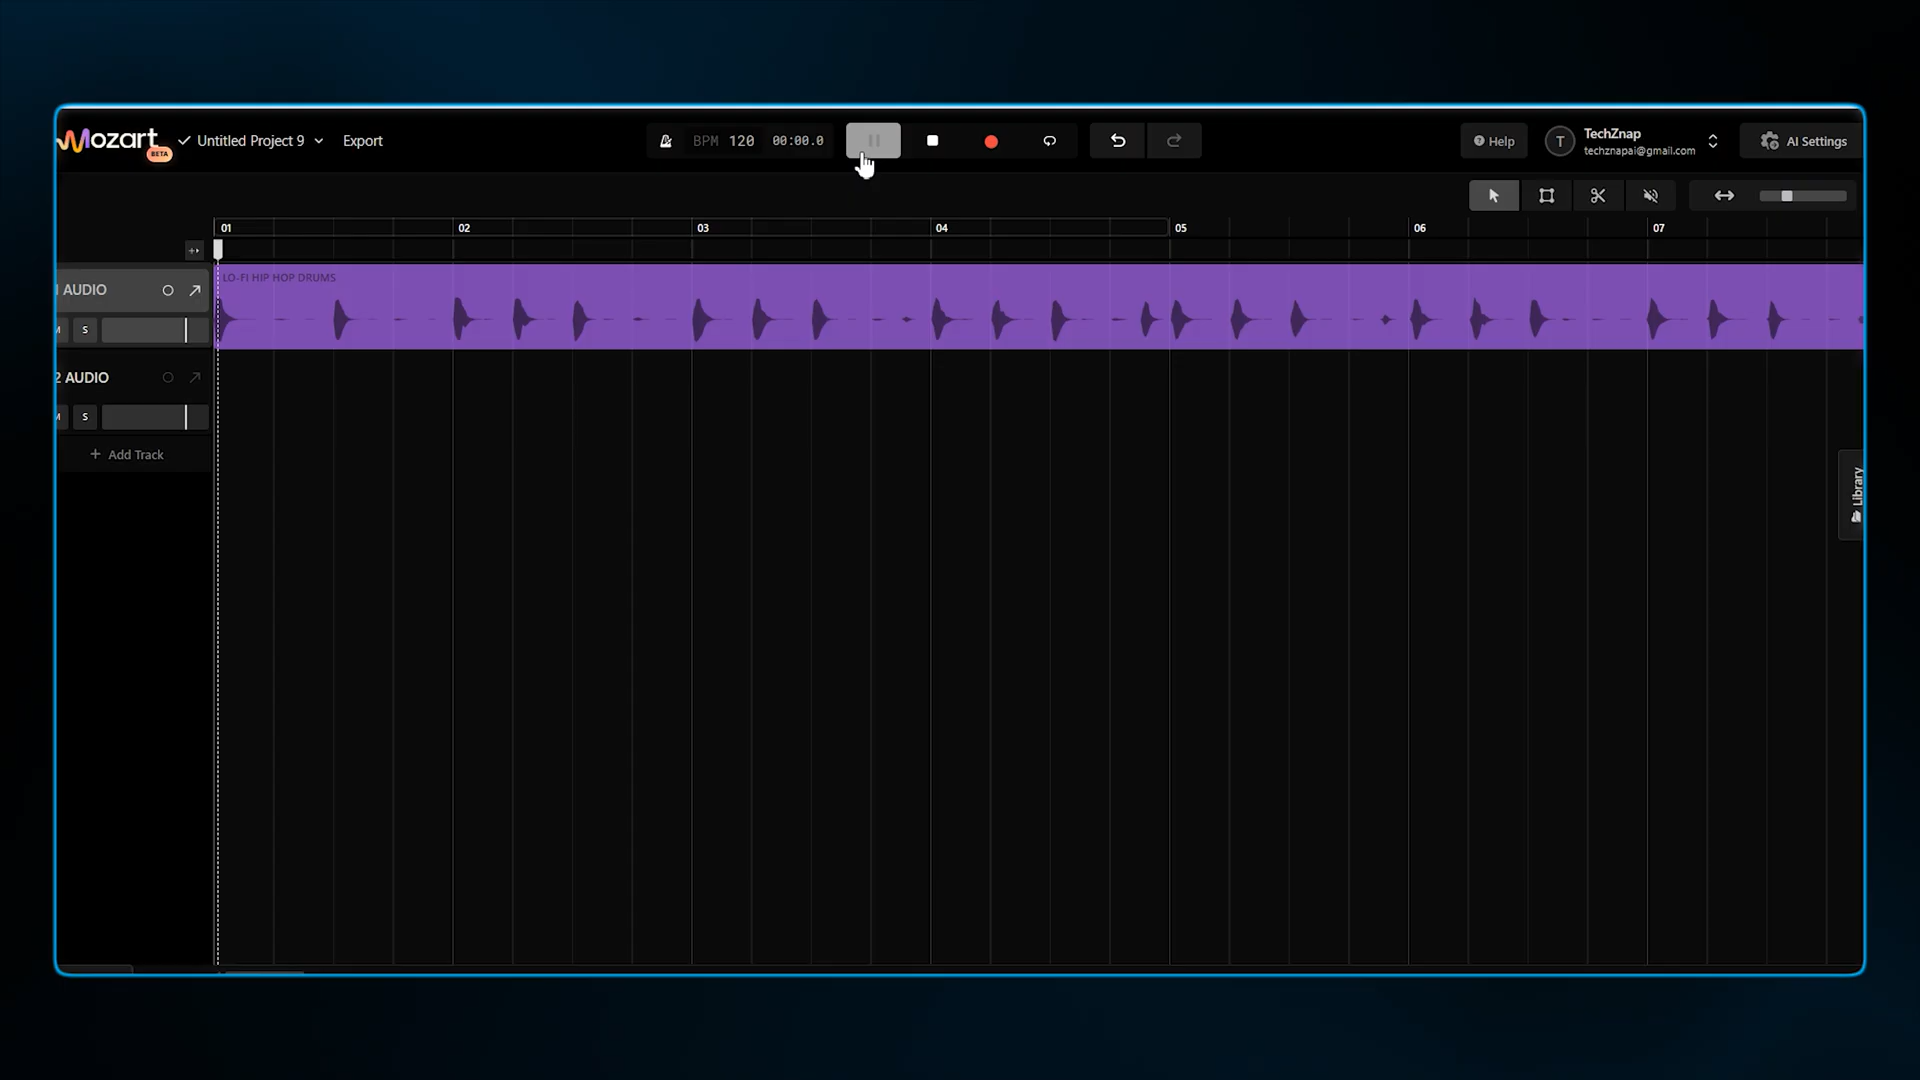 Mozart
BETA
Untitled Project 9
Export
BPM 120
00:00.0
Help
T
TechZnap
techznapai@gmail.com
AI Settings
01 02 03 04 05 06 07
1 AUDIO
LO-FI HIP HOP DRUMS
M S
2 AUDIO
M S
+ Add Track
Library